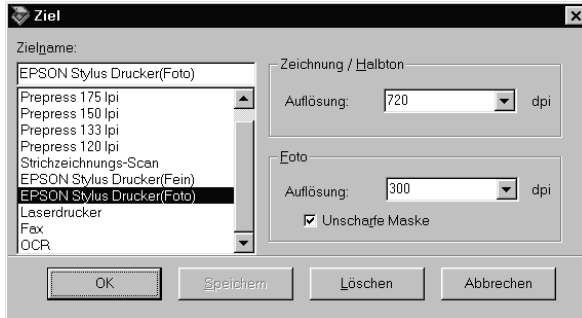 Ziel
Zielname:
EPSON Stylus Drucker(Foto)
Prepress 175 lpi
Prepress 150 lpi
Prepress 133 lpi
Prepress 120 lpi
Strichzeichnungs-Scan
EPSON Stylus Drucker(Fein)
EPSON Stylus Drucker(Foto)
Laserdrucker
Fax
OCR
Zeichnung / Halbton
Auflösung: 720 dpi
Foto
Auflösung: 300 dpi
Unscharfe Maske
OK Speichern Löschen Abbrechen